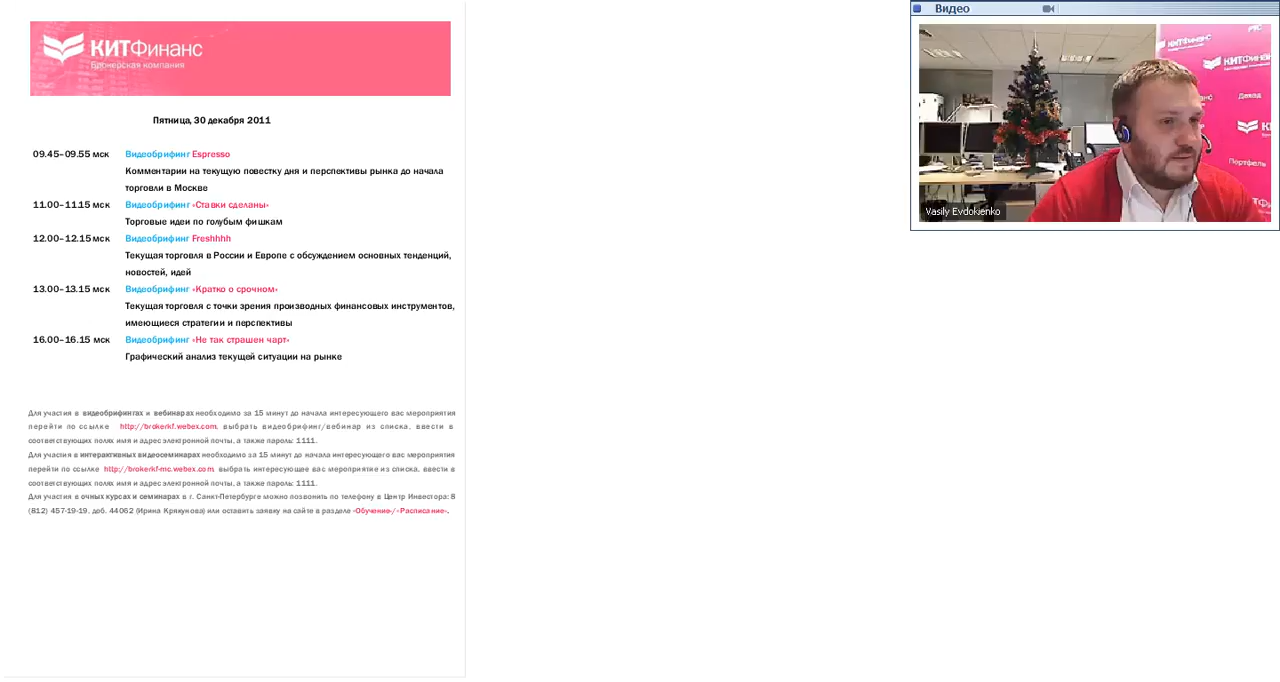 КИТФинанс
Брокерская компания
Пятница, 30 декабря 2011
09.45–09.55 мск Видеобрифинг Espresso
Комментарии на текущую повестку дня и перспективы рынка до начала
торговли в Москве
11.00–11.15 мск Видеобрифинг «Ставки сделаны»
Торговые идеи по голубым фишкам
12.00–12.15 мск Видеобрифинг Freshhhh
Текущая торговля в России и Европе с обсуждением основных тенденций,
новостей, идей
13.00–13.15 мск Видеобрифинг «Кратко о срочном»
Текущая торговля с точки зрения производных финансовых инструментов,
имеющиеся стратегии и перспективы
16.00–16.15 мск Видеобрифинг «Не так страшен чарт»
Графический анализ текущей ситуации на рынке
Для участия в видеобрифингах и вебинарах необходимо за 15 минут до начала интересующего вас мероприятия
перейти по ссылке http://brokerkf.webex.com, выбрать видеобрифинг/вебинар из списка, ввести в
соответствующих полях имя и адрес электронной почты, а также пароль: 1111.
Для участия в интерактивных видеосеминарах необходимо за 15 минут до начала интересующего вас мероприятия
перейти по ссылке http://brokerkf-mc.webex.com, выбрать интересующее вас мероприятие из списка, ввести в
соответствующих полях имя и адрес электронной почты, а также пароль: 1111.
Для участия в очных курсах и семинарах в г. Санкт-Петербурге можно позвонить по телефону в Центр Инвестора: 8
(812) 457-19-19, доб. 44062 (Ирина Крякунова) или оставить заявку на сайте в разделе «Обучение»/«Расписание».
Видео
РТС
КИТФинанс
КИТФинанс
Портфель
Vasily Evdokienko